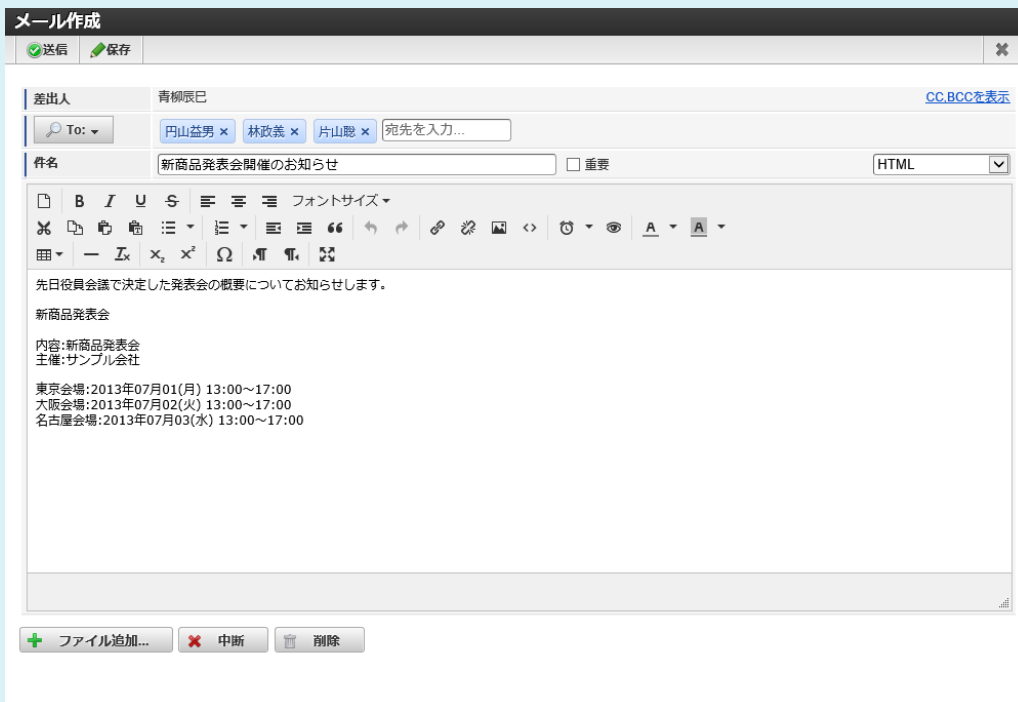 メール作成
送信 保存
差出人 青柳辰巳 CC,BCCを表示
To: 円山益男 × 林政義 × 片山聡 × 宛先を入力...
件名 新商品発表会開催のお知らせ 重要 HTML
B I U S フォントサイズ
A A
Ix x₂ x² Ω
先日役員会議で決定した発表会の概要についてお知らせします。
新商品発表会
内容:新商品発表会
主催:サンプル会社
東京会場:2013年07月01(月) 13:00～17:00
大阪会場:2013年07月02(火) 13:00～17:00
名古屋会場:2013年07月03(水) 13:00～17:00
ファイル追加... 中断 削除